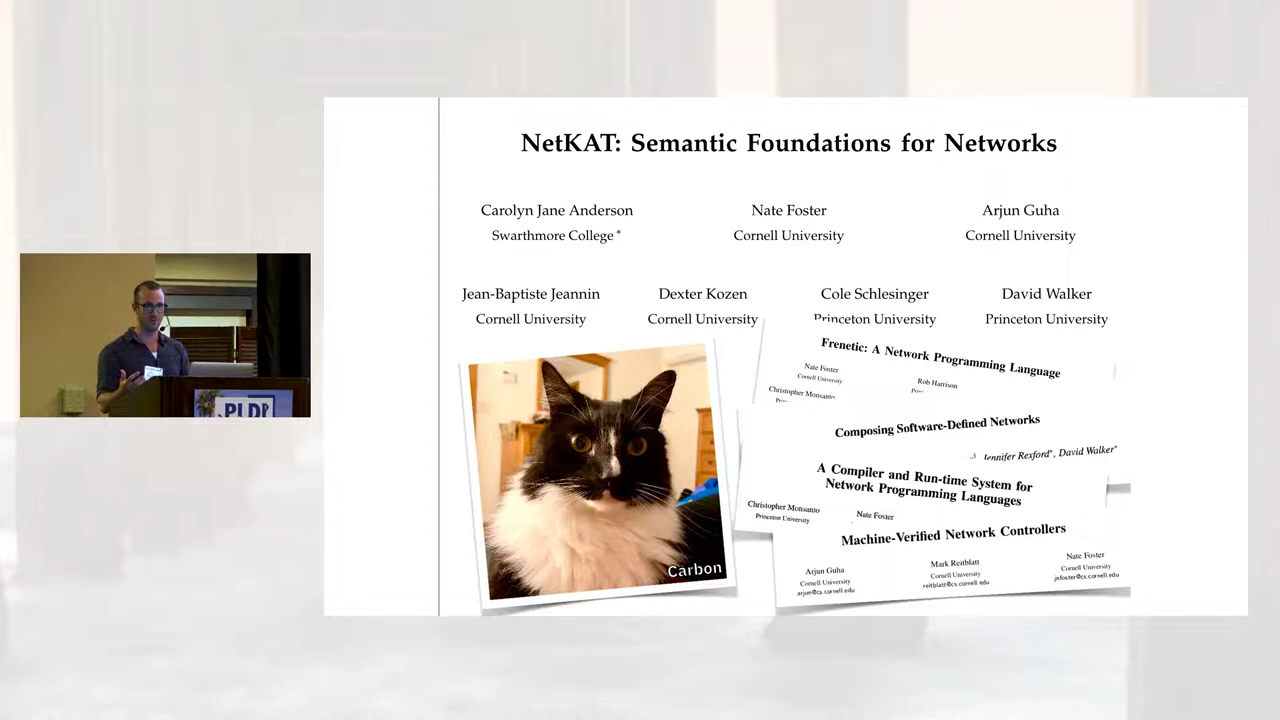 NetKAT: Semantic Foundations for Networks
Carolyn Jane Anderson
Swarthmore College *
Nate Foster
Cornell University
Arjun Guha
Cornell University
Jean-Baptiste Jeannin
Cornell University
Dexter Kozen
Cornell University
Cole Schlesinger
Princeton University
David Walker
Princeton University
Frenetic: A Network Programming Language
Nate Foster
Cornell University
Rob Harrison
Christopher Monsanto
Composing Software-Defined Networks
Jennifer Rexford*, David Walker*
A Compiler and Run-time System for
Network Programming Languages
Christopher Monsanto
Princeton University
Nate Foster
Machine-Verified Network Controllers
Arjun Guha
Cornell University
arjun@cs.cornell.edu
Mark Reitblatt
Cornell University
reitblatt@cs.cornell.edu
Nate Foster
Cornell University
jnfoster@cs.cornell.edu
Carbon
PLDI